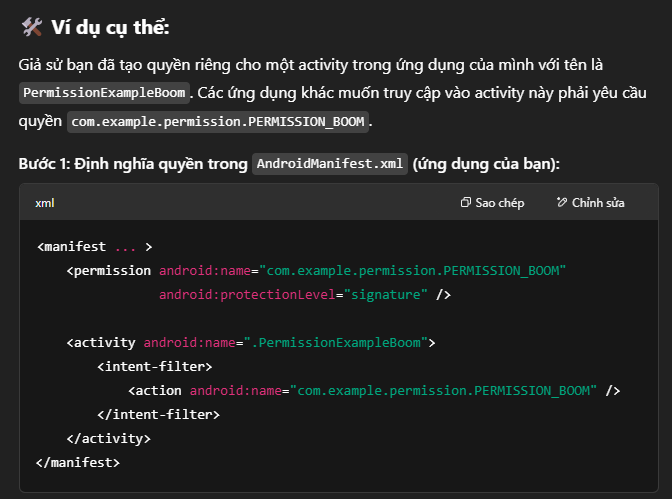 🛠️ Ví dụ cụ thể:
Giả sử bạn đã tạo quyền riêng cho một activity trong ứng dụng của mình với tên là
PermissionExampleBoom. Các ứng dụng khác muốn truy cập vào activity này phải yêu cầu
quyền com.example.permission.PERMISSION_BOOM.
Bước 1: Định nghĩa quyền trong AndroidManifest.xml (ứng dụng của bạn):
xml Sao chép Chỉnh sửa
<manifest ... >
    <permission android:name="com.example.permission.PERMISSION_BOOM"
                android:protectionLevel="signature" />
    <activity android:name=".PermissionExampleBoom">
        <intent-filter>
            <action android:name="com.example.permission.PERMISSION_BOOM" />
        </intent-filter>
    </activity>
</manifest>